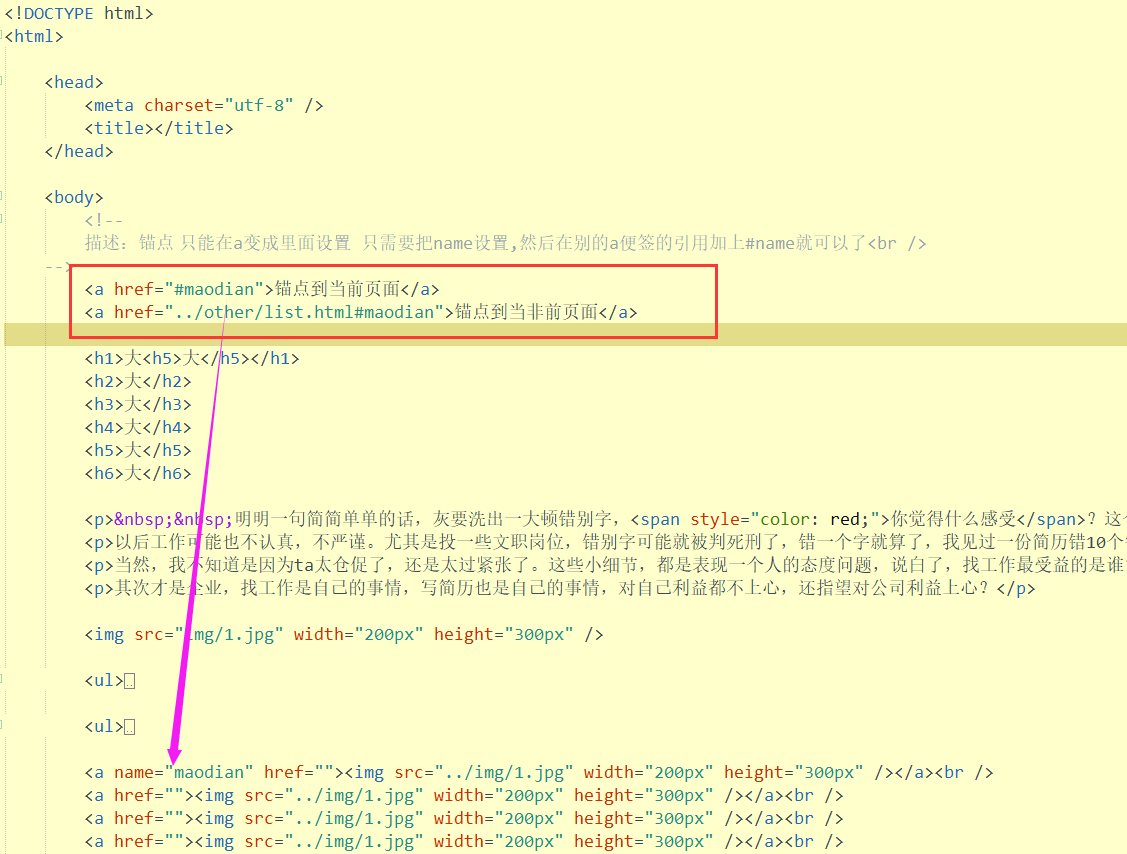 <!DOCTYPE html>
<html>
<head>
<meta charset="utf-8" />
<title></title>
</head>
<body>
<!--
描述: 锚点 只能在a变成里面设置 只需要把name设置,然后在别的a便签的引用加上#name就可以了<br />
-->
<a href="#maodian">锚点到当前页面</a>
<a href="../other/list.html#maodian">锚点到当非前页面</a>
<h1>大<h5>大</h5></h1>
<h2>大</h2>
<h3>大</h3>
<h4>大</h4>
<h5>大</h5>
<h6>大</h6>
<p>&nbsp;&nbsp;明明一句简简单单的话，灰要洗出一大顿错别字，<span style="color: red;">你觉得什么感受</span>？这
<p>以后工作可能也不认真，不严谨。尤其是投一些文职岗位，错别字可能就被判死刑了，错一个字就算了，我见过一份简历错10个
<p>当然，我不知道是因为ta太仓促了，还是太过紧张了。这些小细节，都是表现一个人的态度问题，说白了，找工作最受益的是谁
<p>其次才是企业，找工作是自己的事情，写简历也是自己的事情，对自己利益都不上心，还指望对公司利益上心？</p>
<img src="img/1.jpg" width="200px" height="300px" />
<ul>
<ul>
<a name="maodian" href=""><img src="../img/1.jpg" width="200px" height="300px" /></a><br />
<a href=""><img src="../img/1.jpg" width="200px" height="300px" /></a><br />
<a href=""><img src="../img/1.jpg" width="200px" height="300px" /></a><br />
<a href=""><img src="../img/1.jpg" width="200px" height="300px" /></a><br />